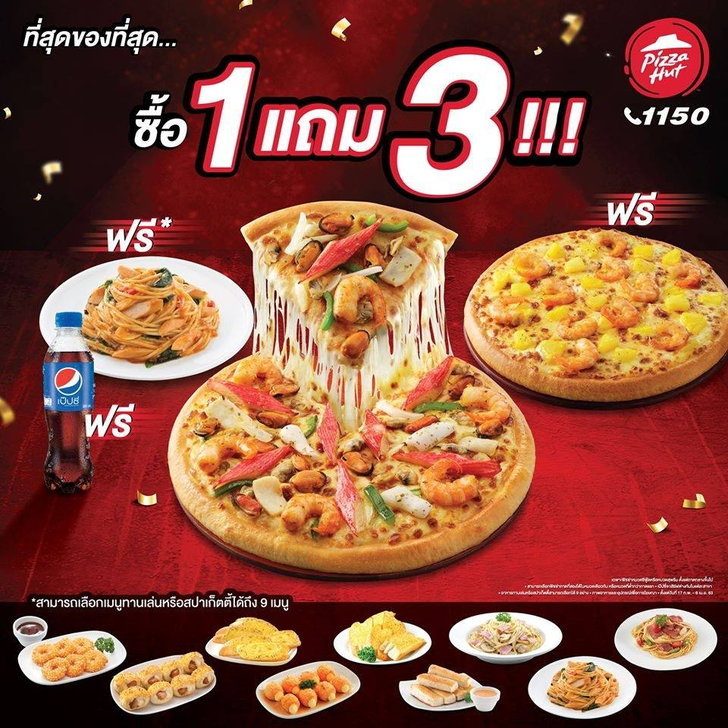 ที่สุดของที่สุด...
Pizza
Hut
1150
ซื้อ 1 แถม 3!!!
ฟรี*
ฟรี
เป๊ปซี่
ฟรี
*สามารถเลือกเมนูทานเล่นหรือสปาเก็ตตี้ได้ถึง 9 เมนู